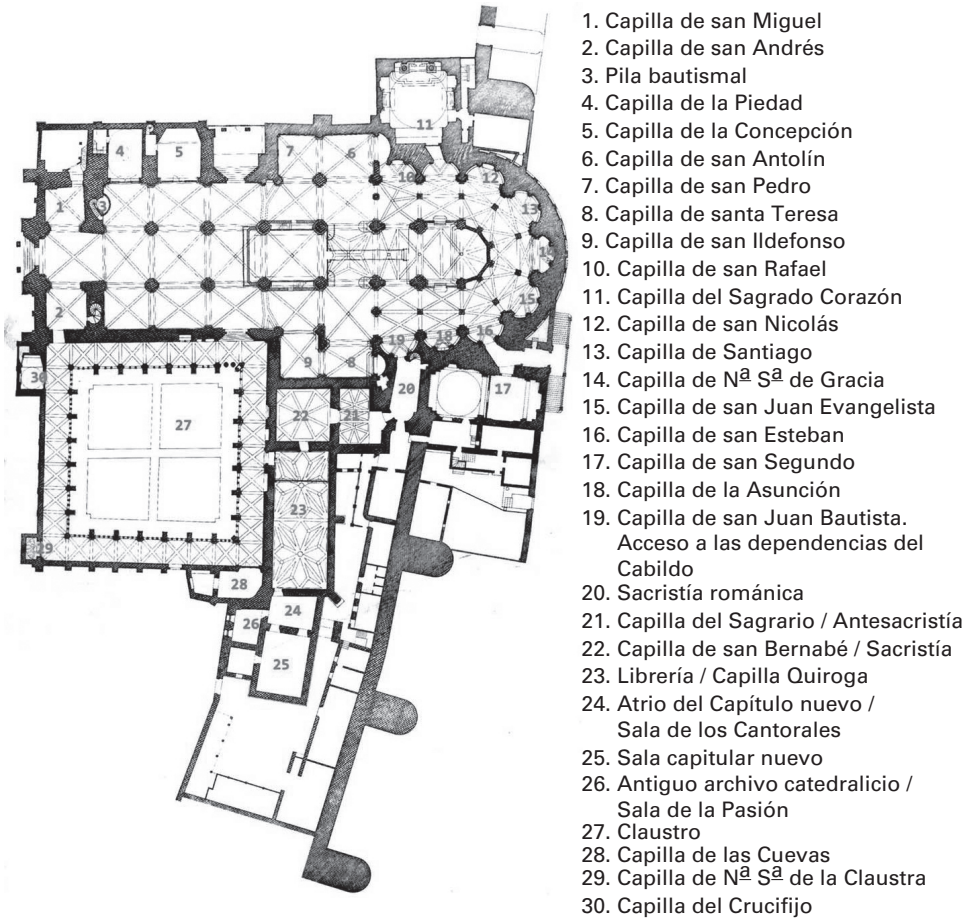 1. Capilla de san Miguel
2. Capilla de san Andrés
3. Pila bautismal
4. Capilla de la Piedad
5. Capilla de la Concepción
6. Capilla de san Antolín
7. Capilla de san Pedro
8. Capilla de santa Teresa
9. Capilla de san Ildefonso
10. Capilla de san Rafael
11. Capilla del Sagrado Corazón
12. Capilla de san Nicolás
13. Capilla de Santiago
14. Capilla de Nª Sª de Gracia
15. Capilla de san Juan Evangelista
16. Capilla de san Esteban
17. Capilla de san Segundo
18. Capilla de la Asunción
19. Capilla de san Juan Bautista.
Acceso a las dependencias del
Cabildo
20. Sacristía románica
21. Capilla del Sagrario / Antesacristía
22. Capilla de san Bernabé / Sacristía
23. Librería / Capilla Quiroga
24. Atrio del Capítulo nuevo /
Sala de los Cantorales
25. Sala capitular nuevo
26. Antiguo archivo catedralicio /
Sala de la Pasión
27. Claustro
28. Capilla de las Cuevas
29. Capilla de Nª Sª de la Claustra
30. Capilla del Crucifijo
11
4
5
7
6
10
12
1
3
13
14
2
15
16
19
18
30
9
8
20
17
27
22
21
23
29
28
24
26
25